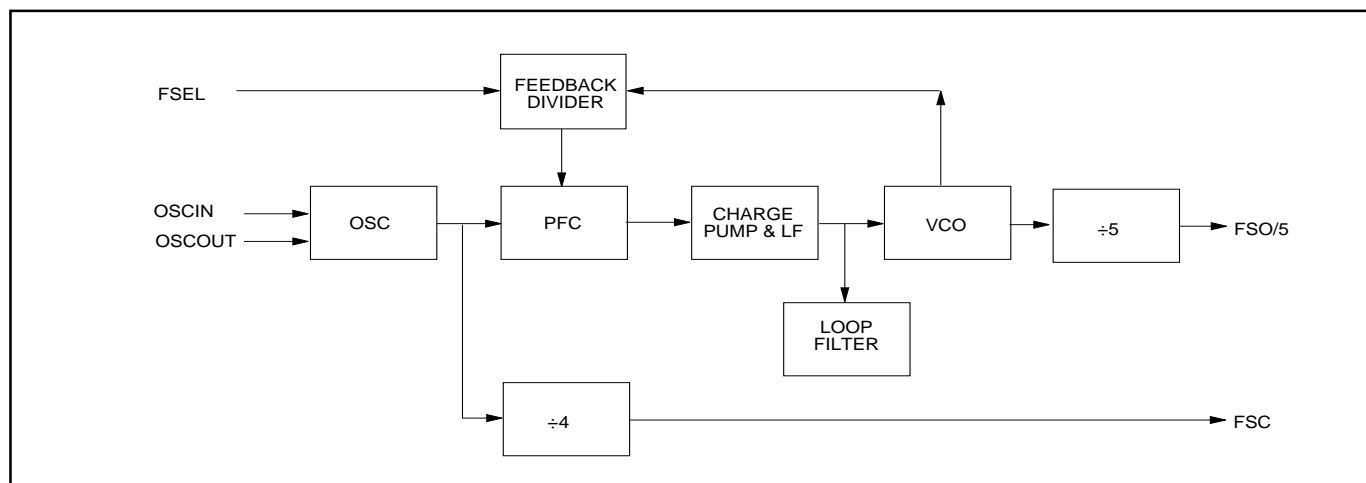 FSEL
FEEDBACK
DIVIDER
OSCIN
OSCOUT
OSC
PFC
CHARGE
PUMP & LF
VCO
÷5
FSO/5
LOOP
FILTER
÷4
FSC